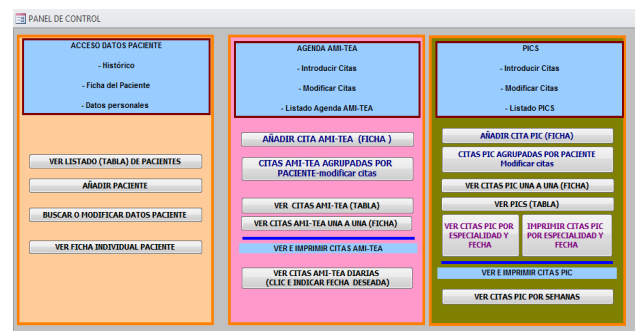 PANEL DE CONTROL
ACCESO DATOS PACIENTE
- Histórico
- Ficha del Paciente
- Datos personales
VER LISTADO (TABLA) DE PACIENTES
AÑADIR PACIENTE
BUSCAR O MODIFICAR DATOS PACIENTE
VER FICHA INDIVIDUAL PACIENTE
AGENDA AMI-TEA
- Introducir Citas
- Modificar Citas
- Listado Agenda AMI-TEA
AÑADIR CITA AMI-TEA (FICHA )
CITAS AMI-TEA AGRUPADAS POR
PACIENTE-modificar citas
VER CITAS AMI-TEA (TABLA)
VER CITAS AMI-TEA UNA A UNA (FICHA)
VER E IMPRIMIR CITAS AMI-TEA
VER CITAS AMI-TEA DIARIAS
(CLIC E INDICAR FECHA DESEADA)
PICS
- Introducir Citas
- Modificar Citas
- Listado PICS
AÑADIR CITA PIC (FICHA)
CITAS PIC AGRUPADAS POR PACIENTE
Modificar citas
VER CITAS PIC UNA A UNA (FICHA)
VER PICS (TABLA)
VER CITAS PIC POR
ESPECIALIDAD Y
FECHA
IMPRIMIR CITAS PIC
POR ESPECIALIDAD Y
FECHA
VER E IMPRIMIR CITAS PIC
VER CITAS PIC POR SEMANAS